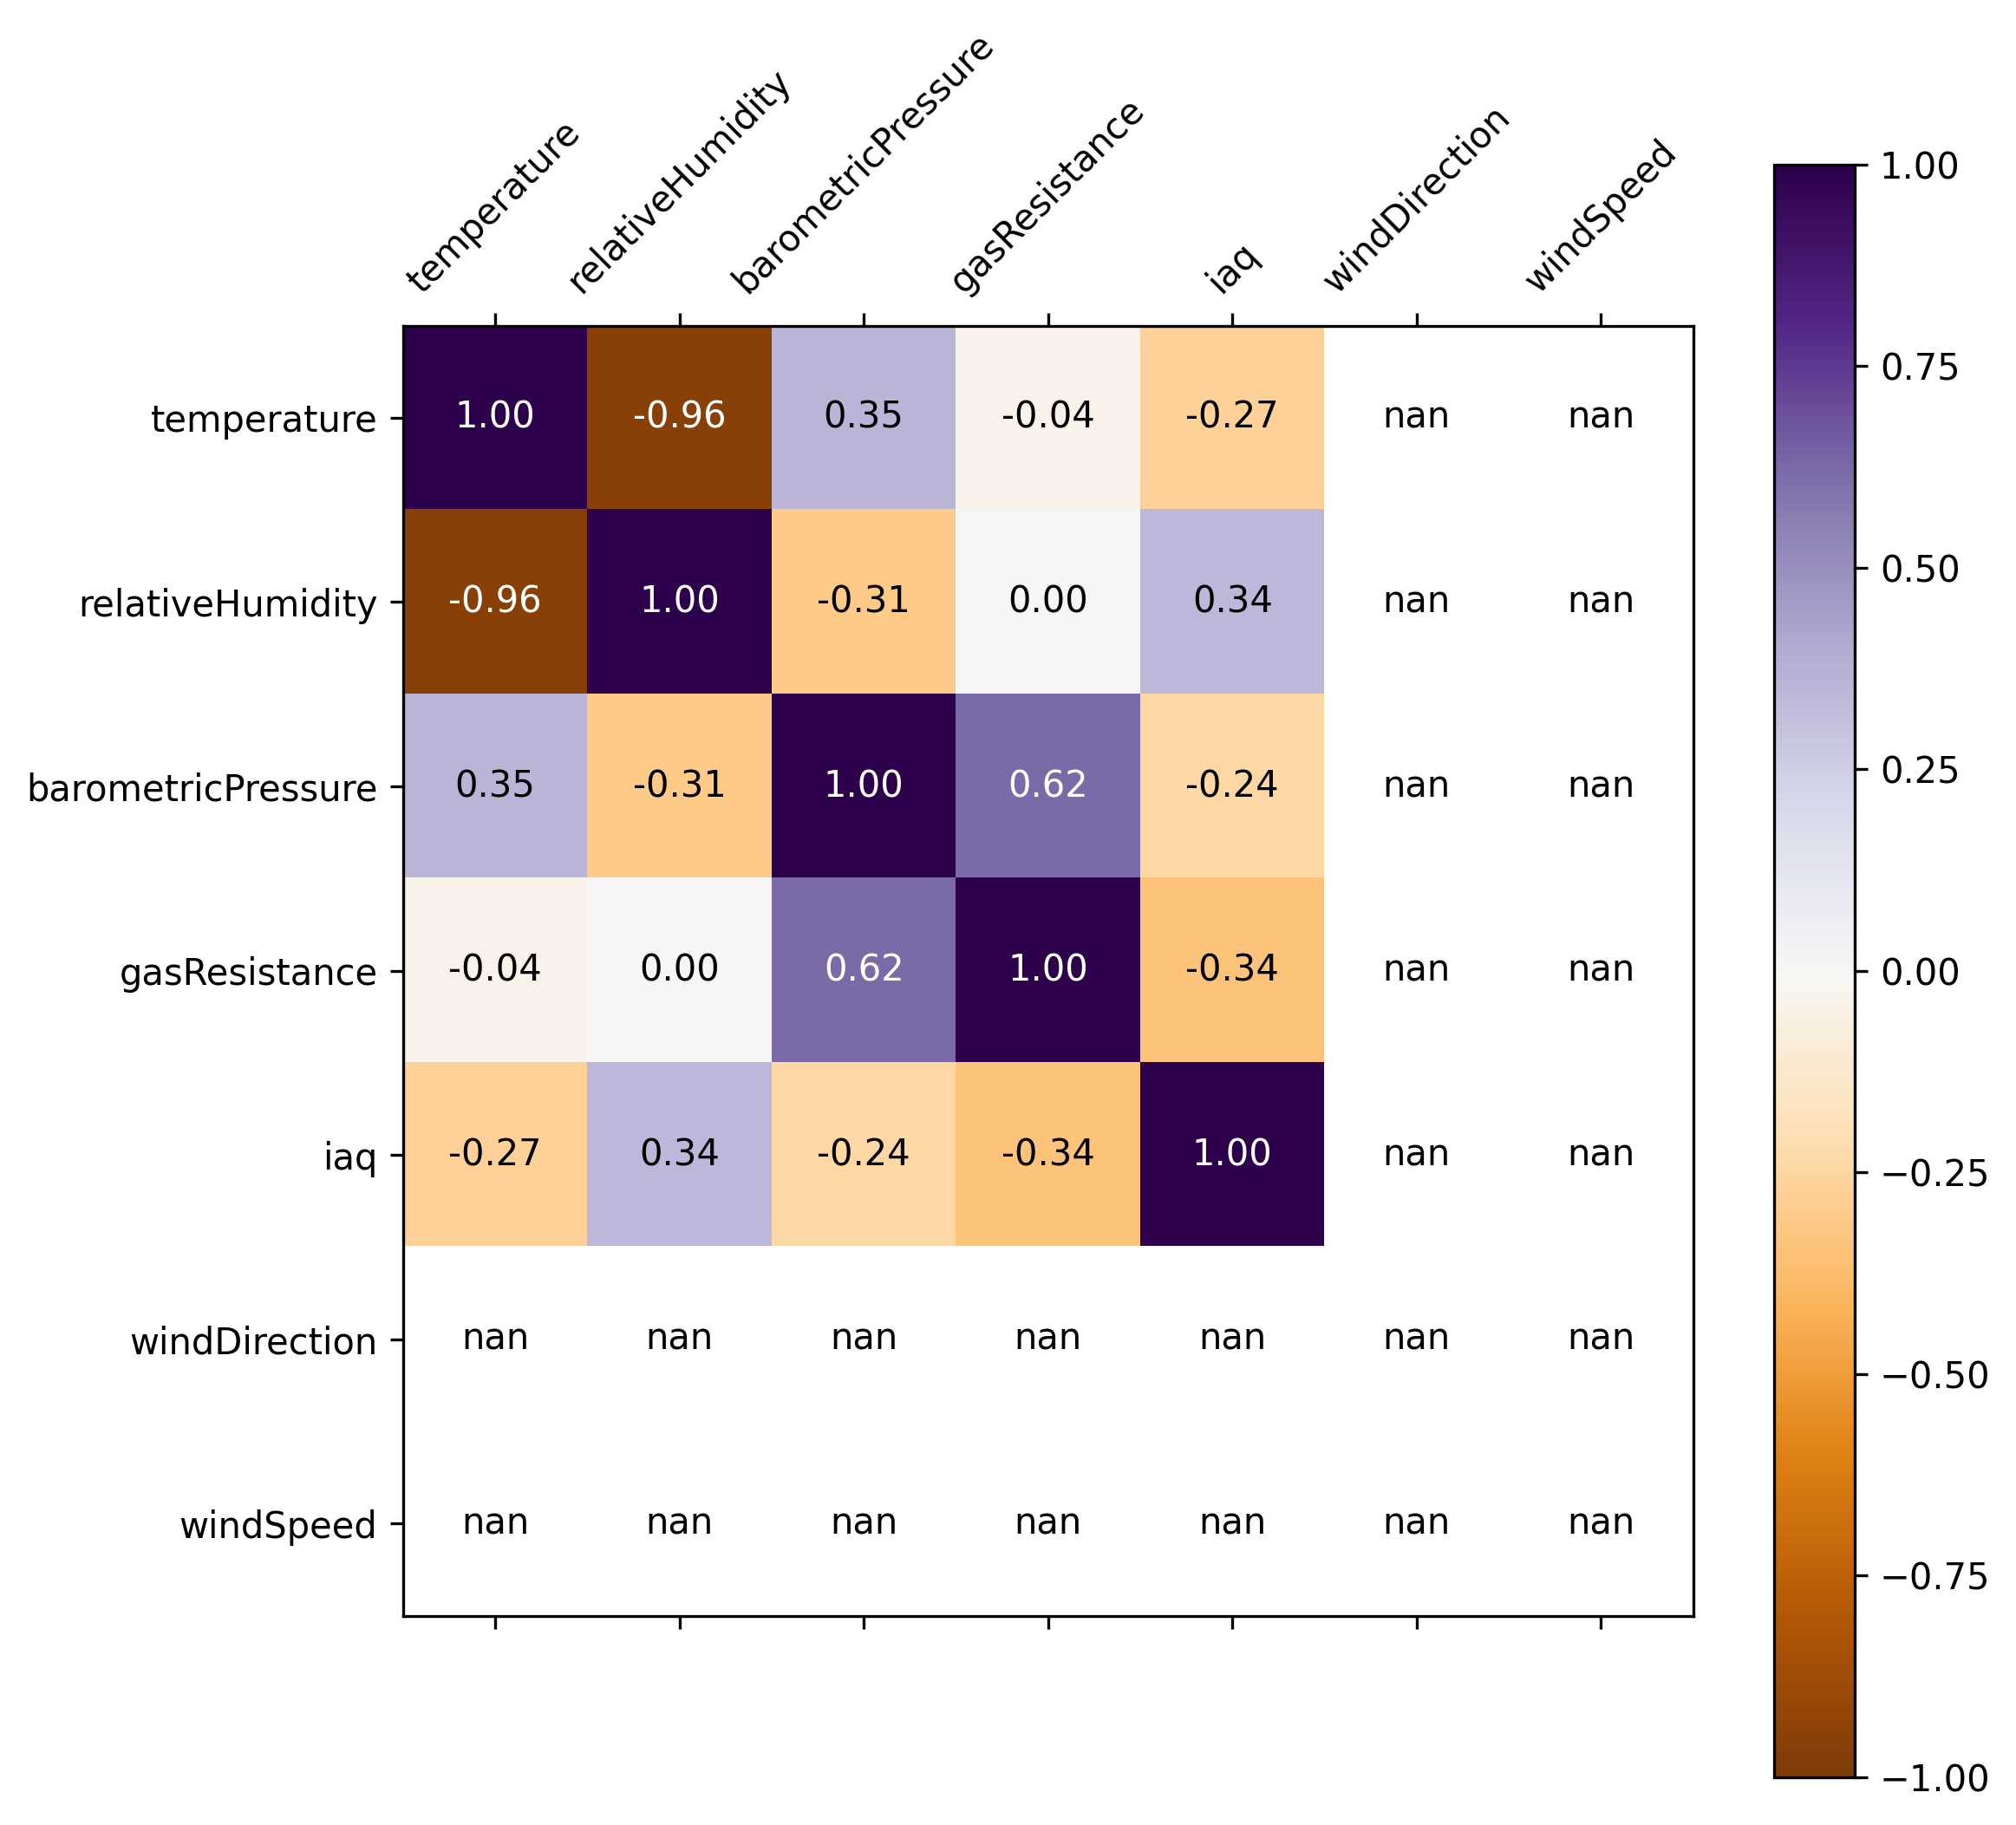 temperature
relativeHumidity
barometricPressure
gasResistance
iaq
windDirection
windSpeed
temperature 1.00 -0.96 0.35 -0.04 -0.27 nan nan
relativeHumidity -0.96 1.00 -0.31 0.00 0.34 nan nan
barometricPressure 0.35 -0.31 1.00 0.62 -0.24 nan nan
gasResistance -0.04 0.00 0.62 1.00 -0.34 nan nan
iaq -0.27 0.34 -0.24 -0.34 1.00 nan nan
windDirection nan nan nan nan nan nan nan
windSpeed nan nan nan nan nan nan nan
1.00
0.75
0.50
0.25
0.00
−0.25
−0.50
−0.75
−1.00